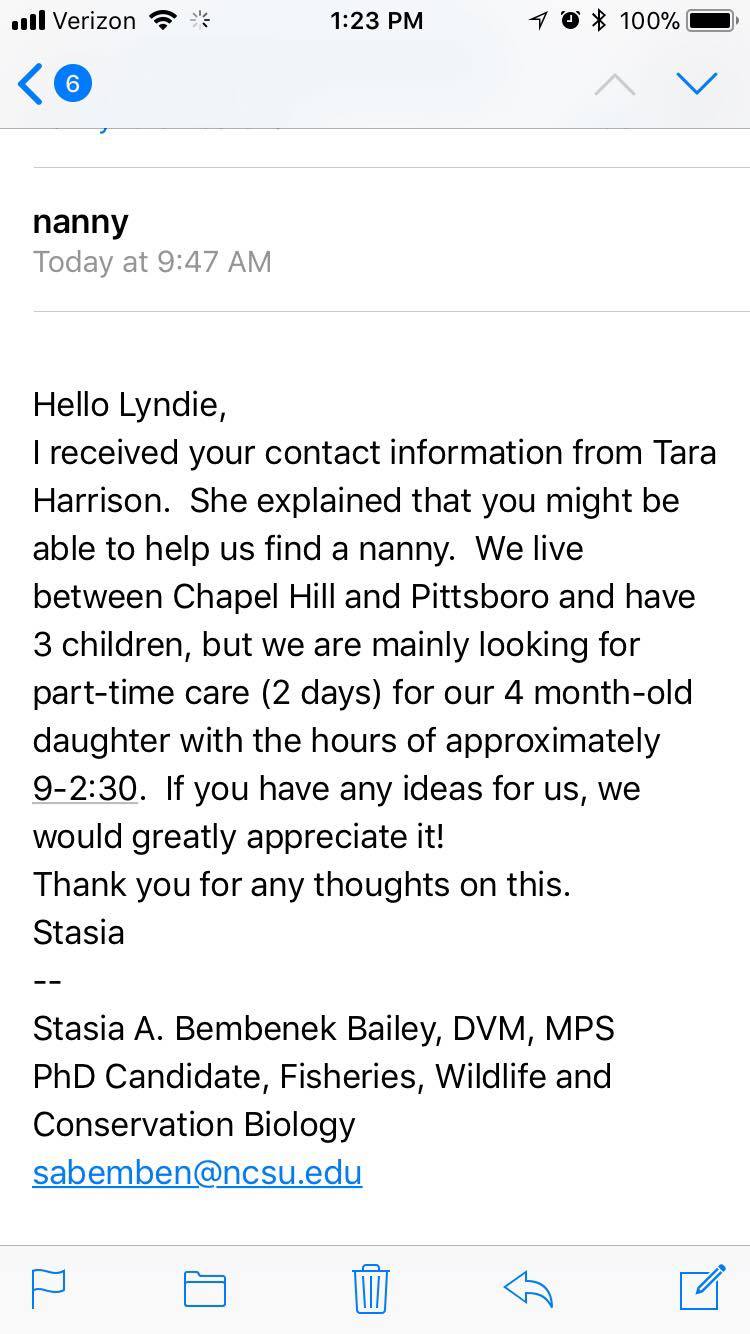 Verizon 1:23 PM 100%
6
nanny
Today at 9:47 AM
Hello Lyndie,
I received your contact information from Tara
Harrison.  She explained that you might be
able to help us find a nanny.  We live
between Chapel Hill and Pittsboro and have
3 children, but we are mainly looking for
part-time care (2 days) for our 4 month-old
daughter with the hours of approximately
9-2:30.  If you have any ideas for us, we
would greatly appreciate it!
Thank you for any thoughts on this.
Stasia
--
Stasia A. Bembenek Bailey, DVM, MPS
PhD Candidate, Fisheries, Wildlife and
Conservation Biology
sabemben@ncsu.edu